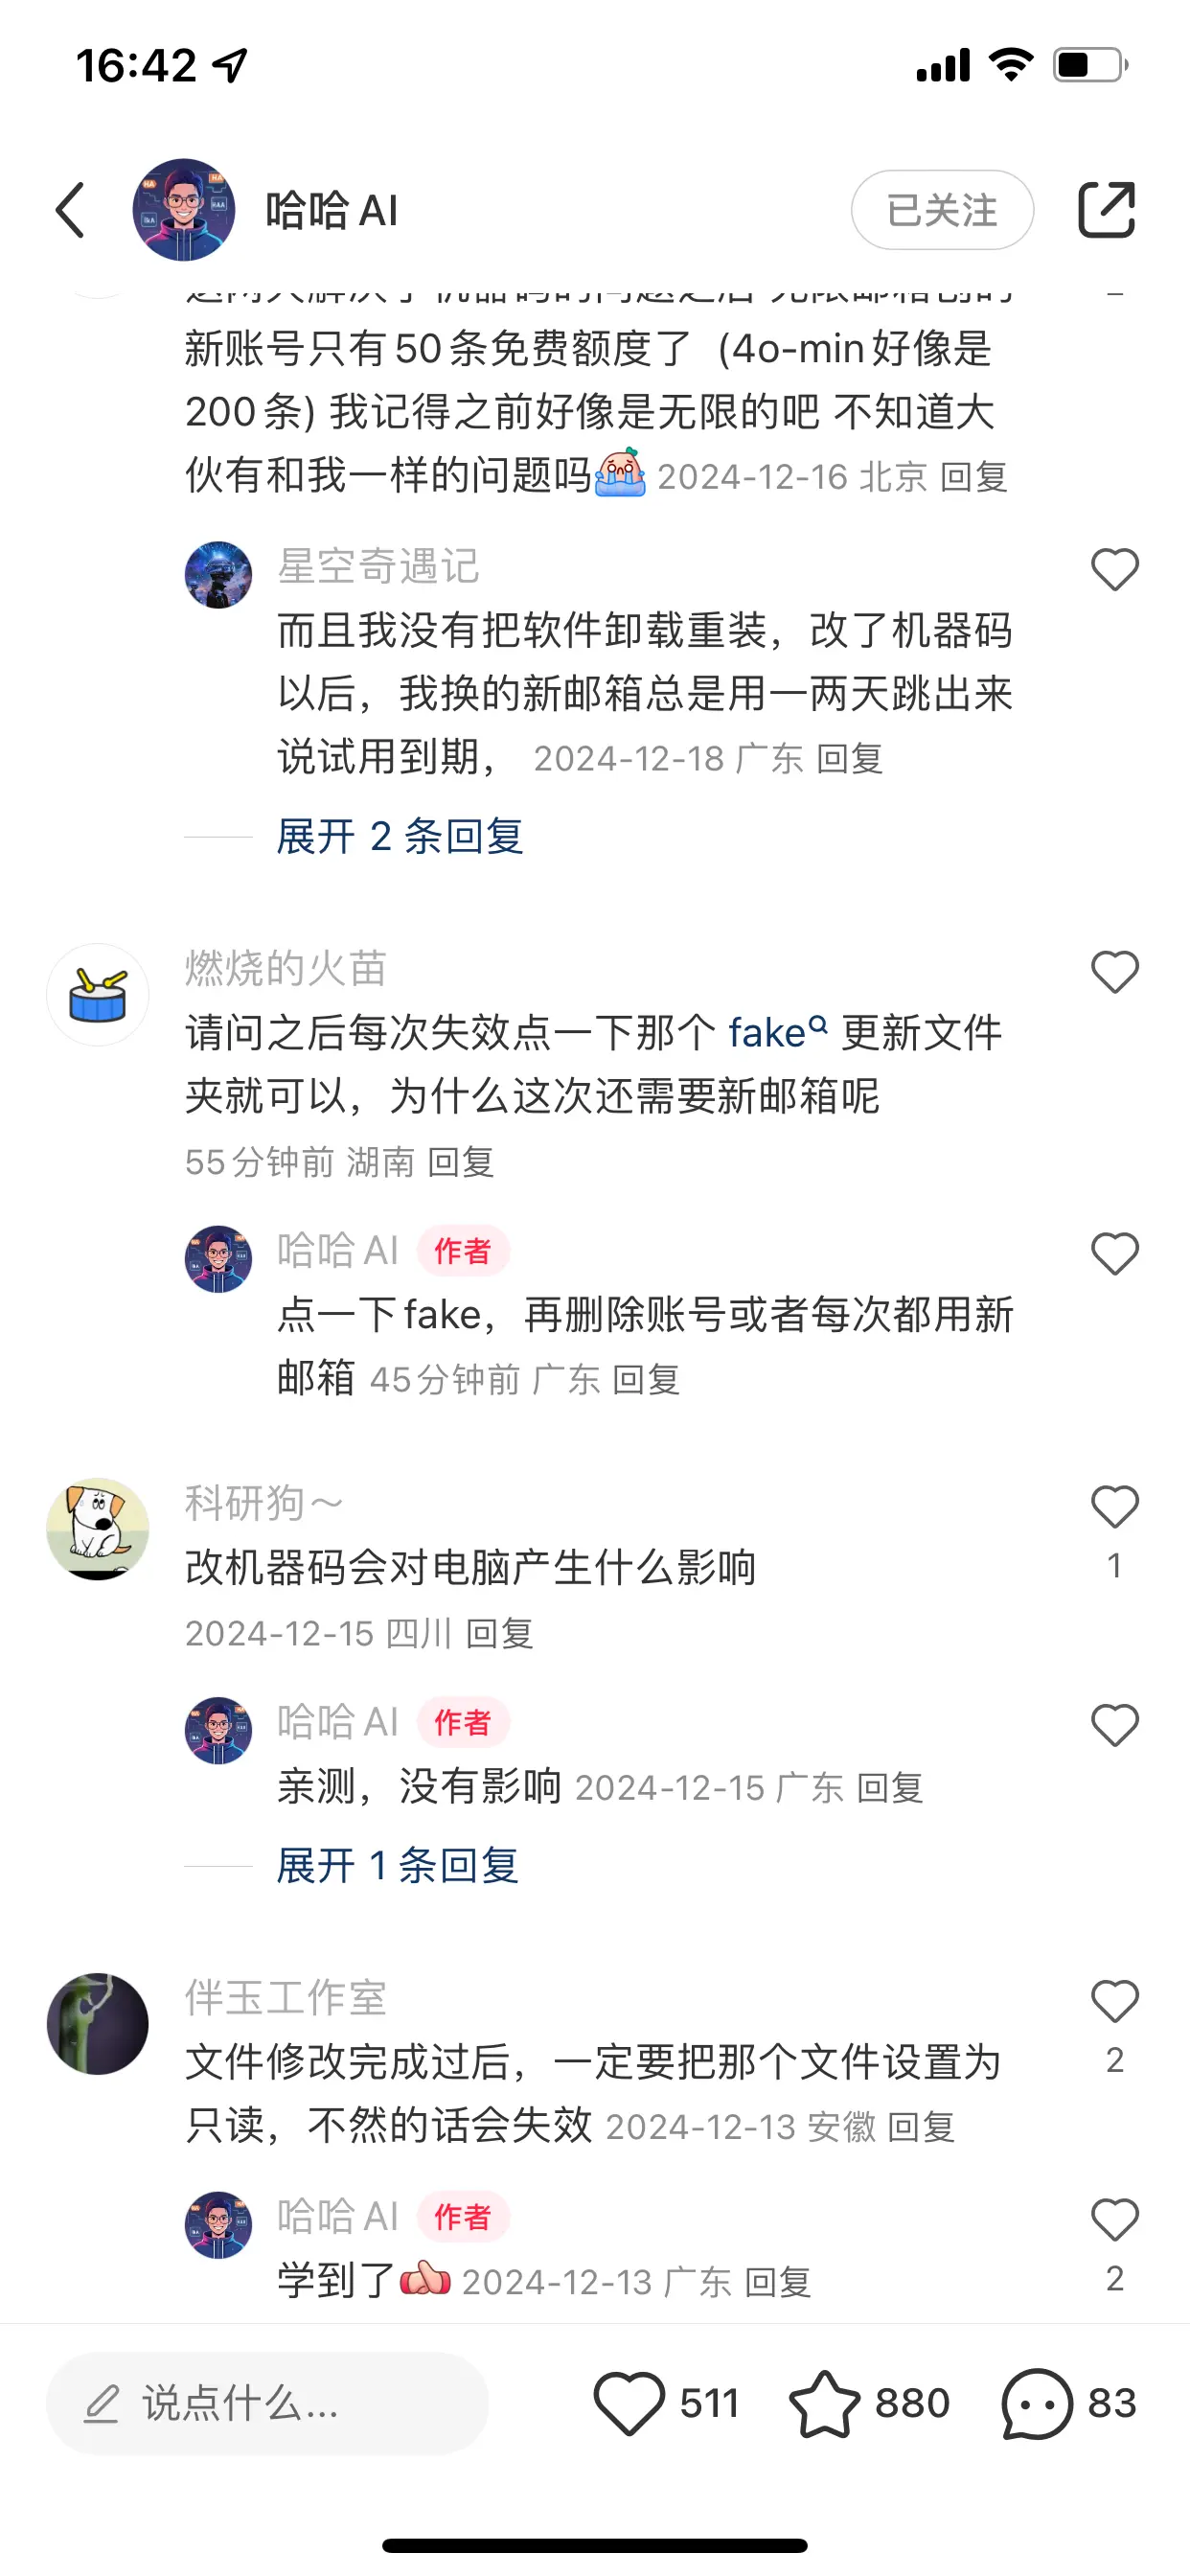 16:42
哈哈 AI
已关注
新账号只有50条免费额度了（4o-min好像是
200条) 我记得之前好像是无限的吧 不知道大
伙有和我一样的问题吗 2024-12-16 北京 回复
星空奇遇记
而且我没有把软件卸载重装，改了机器码
以后，我换的新邮箱总是用一两天跳出来
说试用到期， 2024-12-18 广东 回复
展开 2 条回复
燃烧的火苗
请问之后每次失效点一下那个 fake 更新文件
夹就可以，为什么这次还需要新邮箱呢
55分钟前 湖南 回复
哈哈 AI 作者
点一下fake，再删除账号或者每次都用新
邮箱 45分钟前 广东 回复
科研狗～
改机器码会对电脑产生什么影响
1
2024-12-15 四川 回复
哈哈 AI 作者
亲测，没有影响 2024-12-15 广东 回复
展开 1 条回复
伴玉工作室
文件修改完成过后，一定要把那个文件设置为
2
只读，不然的话会失效 2024-12-13 安徽 回复
哈哈 AI 作者
学到了 2024-12-13 广东 回复
2
说点什么...
511
880
83